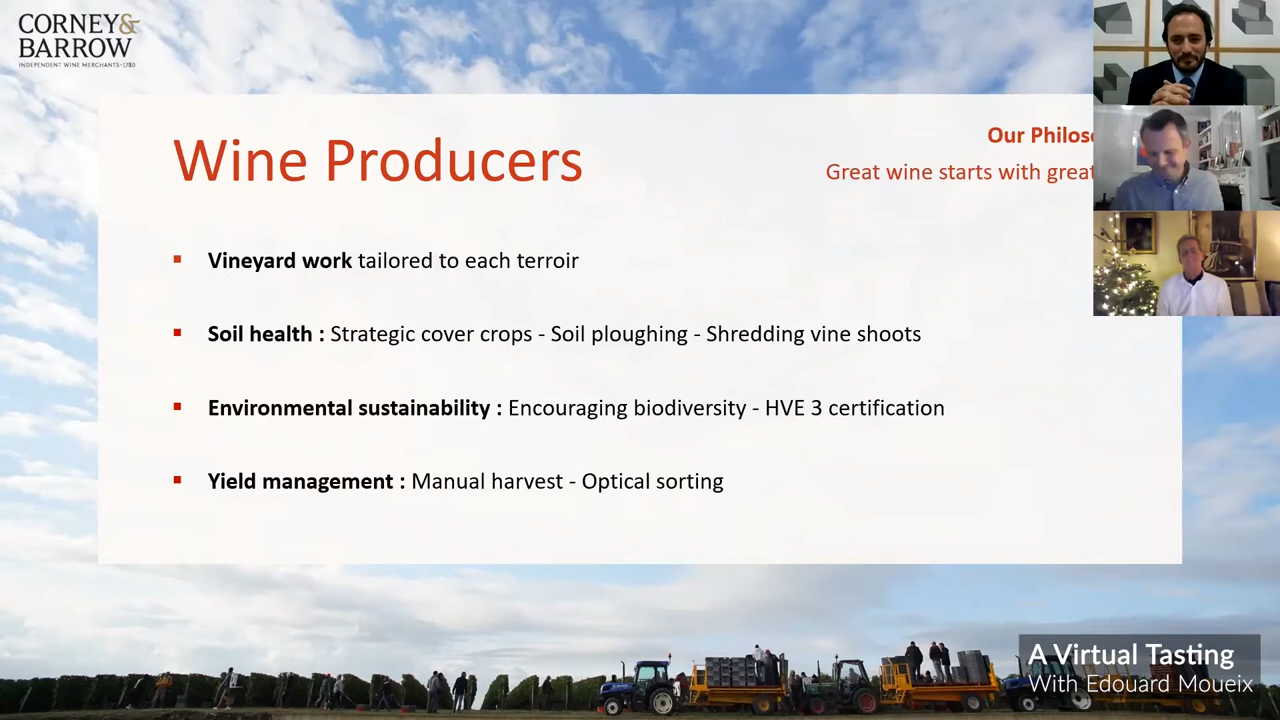 CORNEY&
BARROW
INDEPENDENT WINE MERCHANTS·1780
Wine Producers
Our Philos
Great wine starts with great
▪ Vineyard work tailored to each terroir
▪ Soil health : Strategic cover crops - Soil ploughing - Shredding vine shoots
▪ Environmental sustainability : Encouraging biodiversity - HVE 3 certification
▪ Yield management : Manual harvest - Optical sorting
A Virtual Tasting
With Edouard Moueix